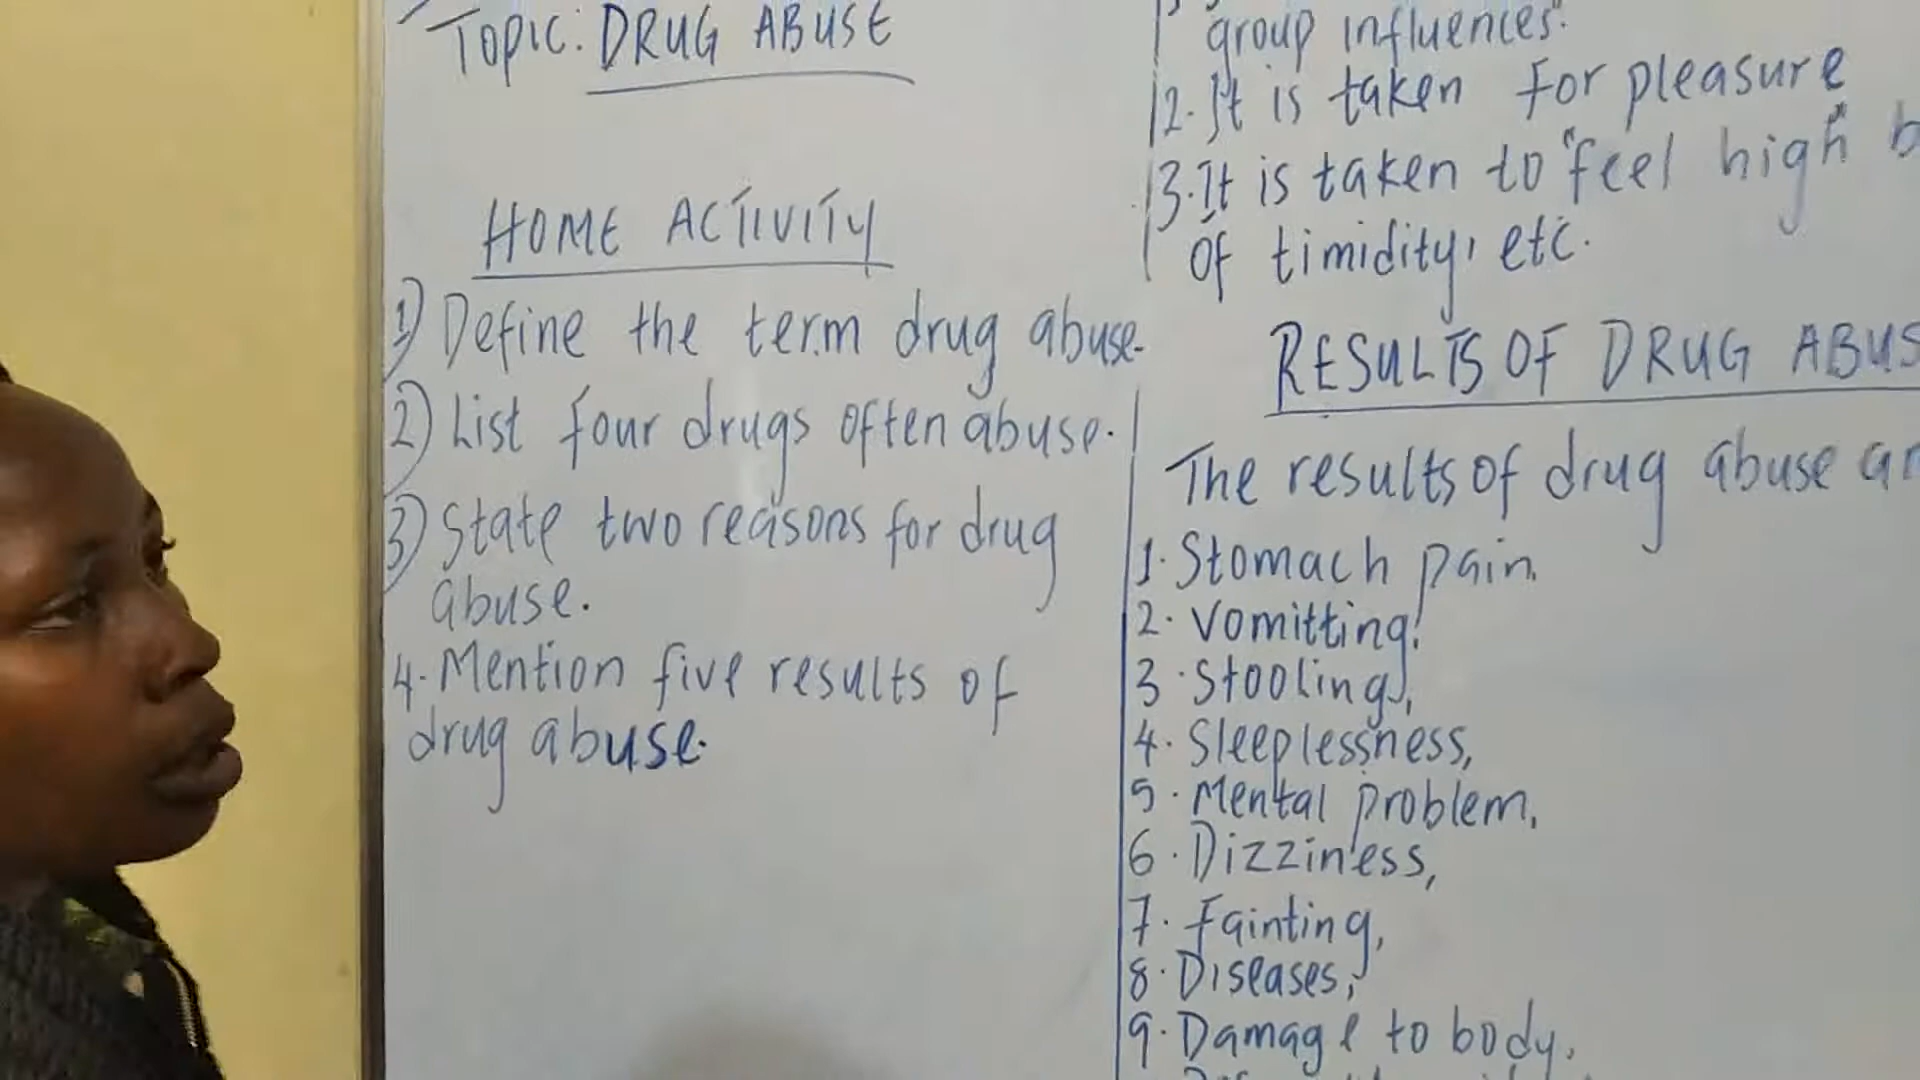 Topic: DRUG ABUSE
HOME ACTIVITY
1) Define the term drug abuse.
2) List four drugs often abuse.
3) State two reasons for drug
abuse.
4. Mention five results of
drug abuse.
group influences.
2. It is taken for pleasure
3. It is taken to "feel high" b
of timidity, etc.
RESULTS OF DRUG ABUS
The results of drug abuse ar
1. Stomach pain.
2. Vomitting,
3. Stooling,
4. Sleeplessness,
5. Mental problem,
6. Dizziness,
7. Fainting,
8. Diseases,
9. Damage to body,